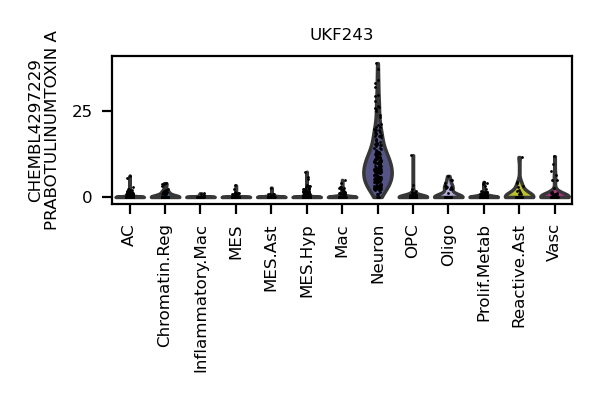 UKF243
CHEMBL4297229
PRABOTULINUMTOXIN A
25
0
AC
Chromatin.Reg
Inflammatory.Mac
MES
MES.Ast
MES.Hyp
Mac
Neuron
OPC
Oligo
Prolif.Metab
Reactive.Ast
Vasc